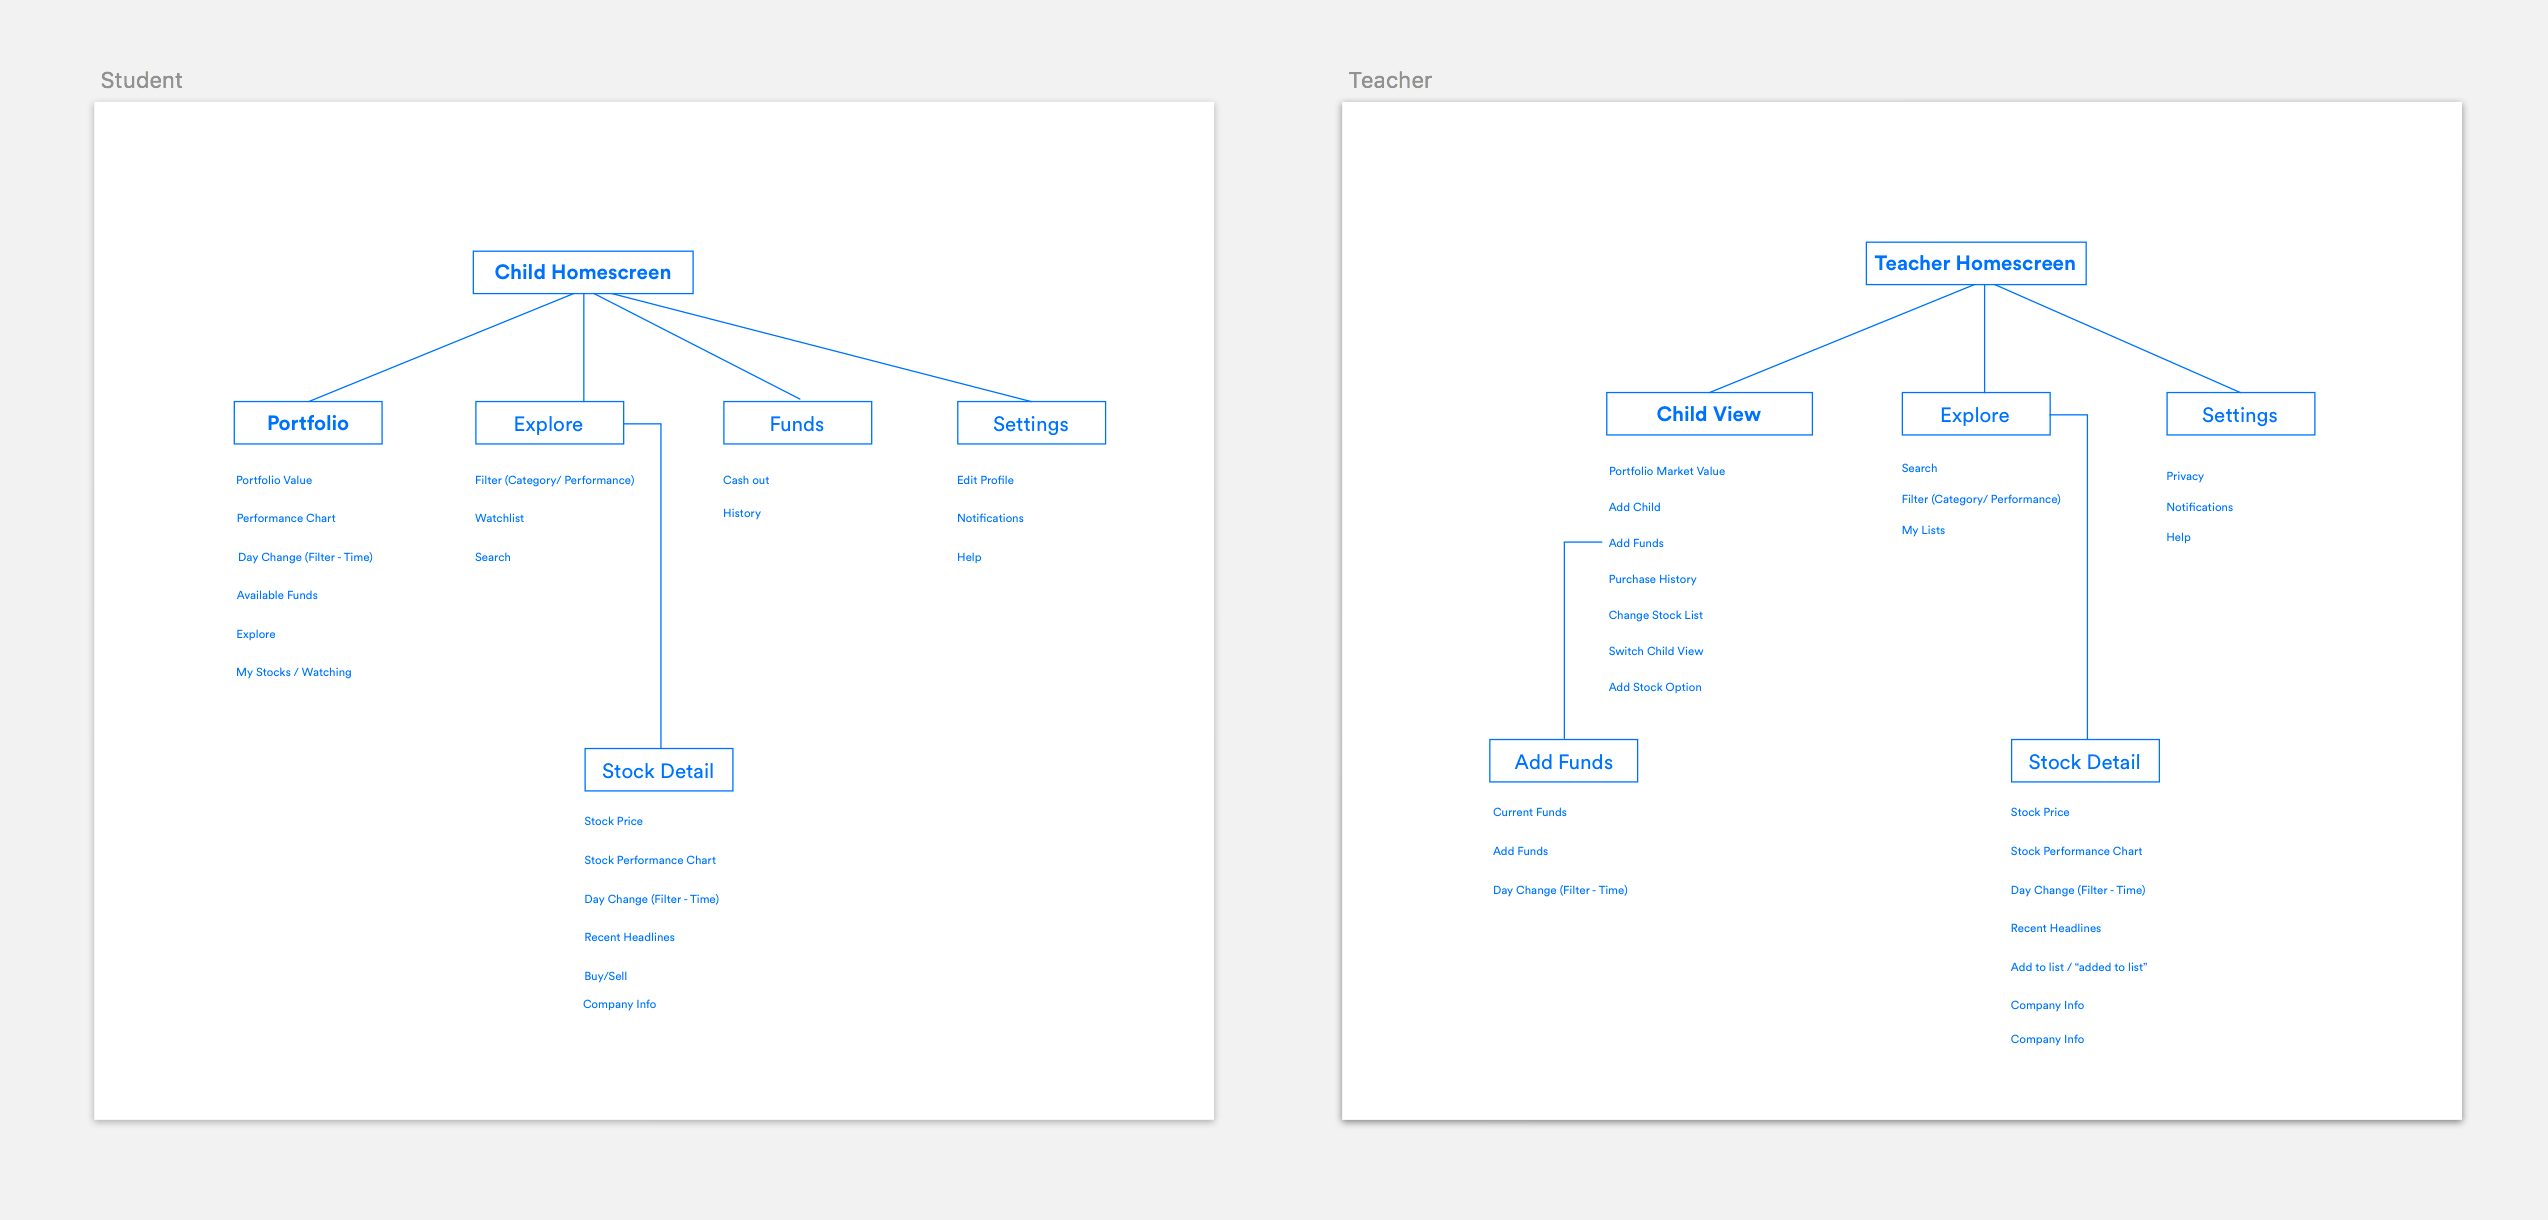 Student
Child Homescreen
Portfolio
Portfolio Value
Performance Chart
Day Change (Filter - Time)
Available Funds
Explore
My Stocks / Watching
Explore
Filter (Category/ Performance)
Watchlist
Search
Funds
Cash out
History
Settings
Edit Profile
Notifications
Help
Stock Detail
Stock Price
Stock Performance Chart
Day Change (Filter - Time)
Recent Headlines
Buy/Sell
Company Info
Teacher
Teacher Homescreen
Child View
Portfolio Market Value
Add Child
Add Funds
Purchase History
Change Stock List
Switch Child View
Add Stock Option
Explore
Search
Filter (Category/ Performance)
My Lists
Settings
Privacy
Notifications
Help
Add Funds
Current Funds
Add Funds
Day Change (Filter - Time)
Stock Detail
Stock Price
Stock Performance Chart
Day Change (Filter - Time)
Recent Headlines
Add to list / “added to list”
Company Info
Company Info